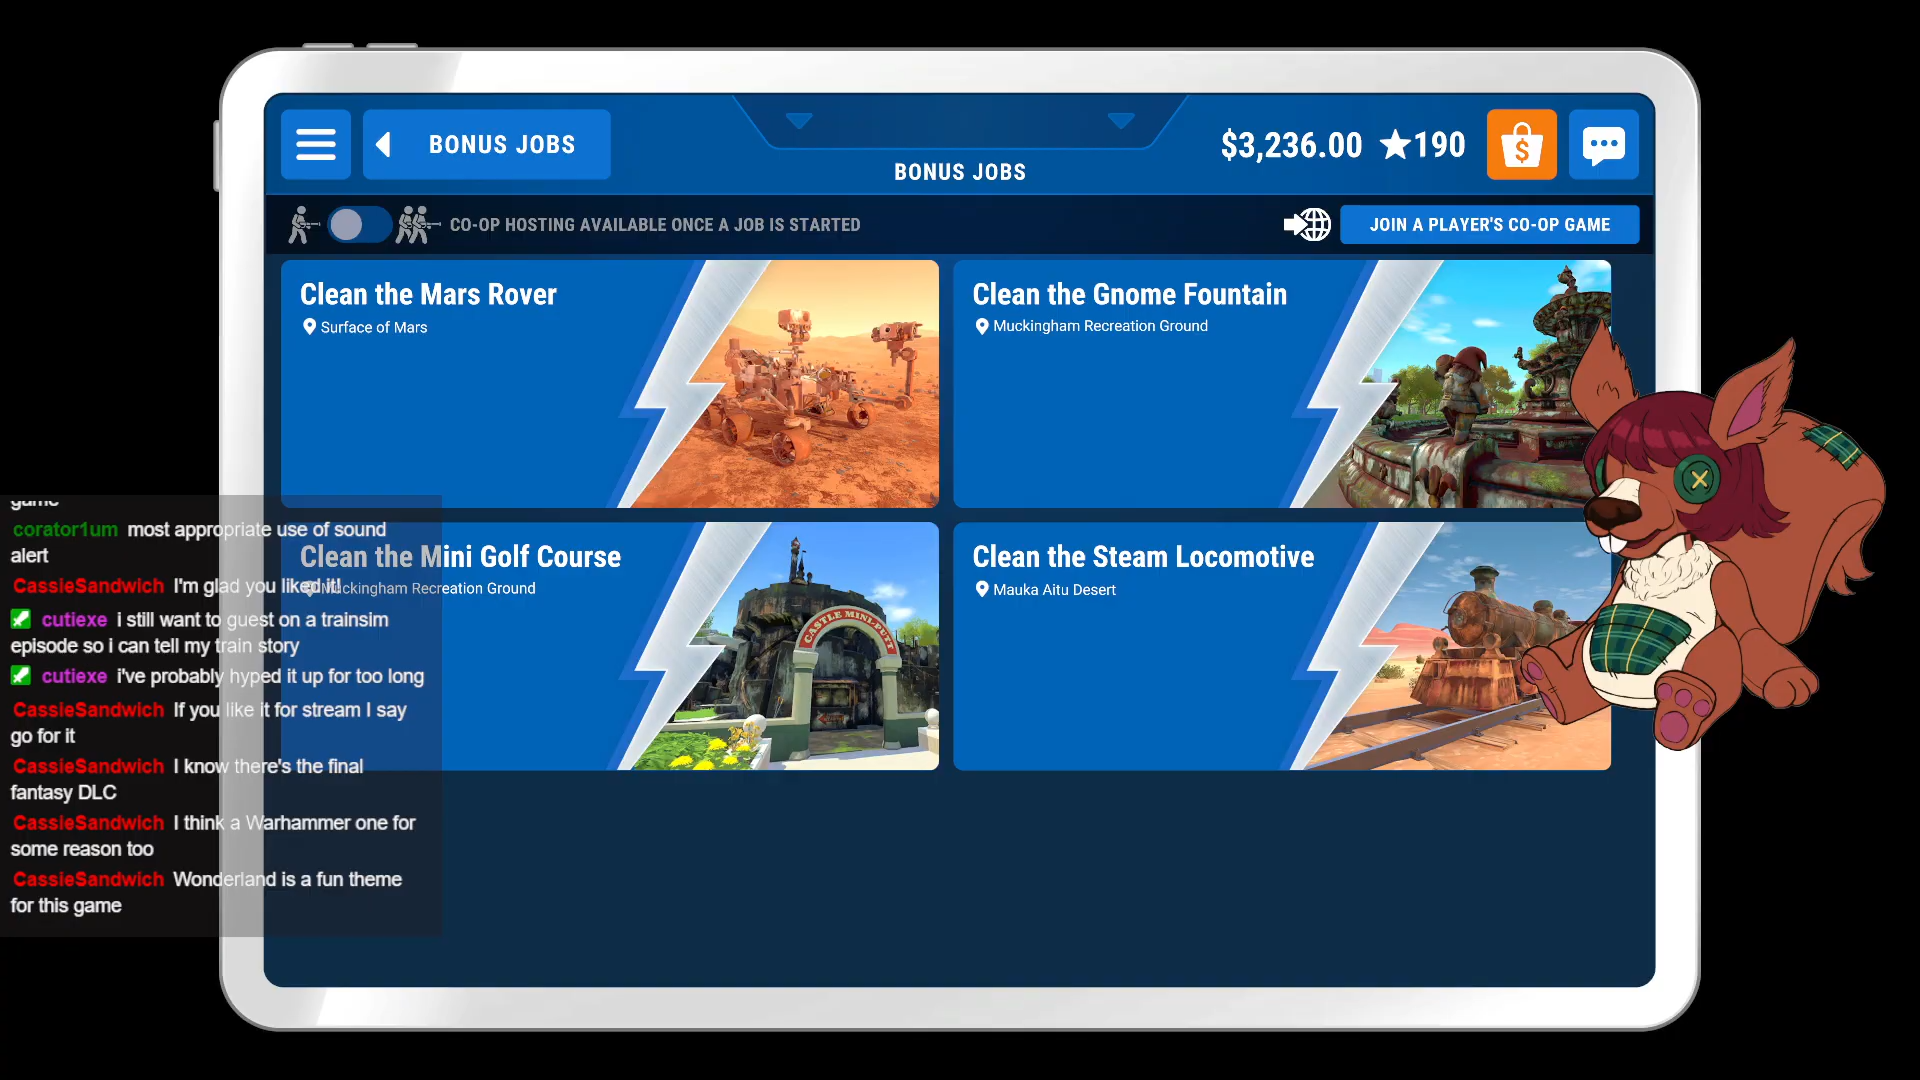 BONUS JOBS
$3,236.00 ★190
$
BONUS JOBS
CO-OP HOSTING AVAILABLE ONCE A JOB IS STARTED
JOIN A PLAYER'S CO-OP GAME
Clean the Mars Rover
Surface of Mars
Clean the Gnome Fountain
Muckingham Recreation Ground
Clean the Mini Golf Course
Muckingham Recreation Ground
CASTLE MINI-PUTT
Clean the Steam Locomotive
Mauka Aitu Desert
game
corator1um most appropriate use of sound
alert
CassieSandwich I'm glad you liked it!
cutiexe i still want to guest on a trainsim
episode so i can tell my train story
cutiexe i've probably hyped it up for too long
CassieSandwich If you like it for stream I say
go for it
CassieSandwich I know there's the final
fantasy DLC
CassieSandwich I think a Warhammer one for
some reason too
CassieSandwich Wonderland is a fun theme
for this game